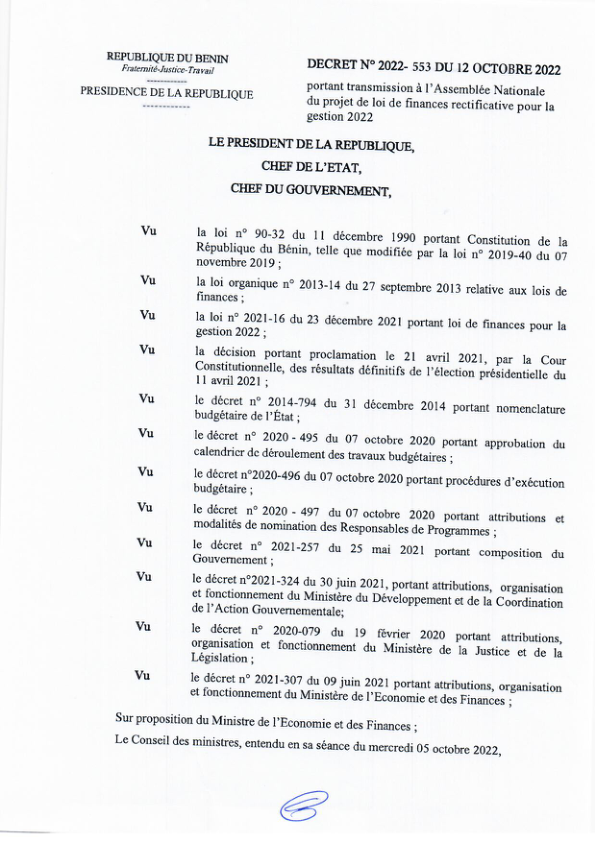 REPUBLIQUE DU BENIN
Fraternité-Justice-Travail
------------
PRESIDENCE DE LA REPUBLIQUE
------------
DECRET N° 2022- 553 DU 12 OCTOBRE 2022
portant transmission à l'Assemblée Nationale
du projet de loi de finances rectificative pour la
gestion 2022
LE PRESIDENT DE LA REPUBLIQUE,
CHEF DE L'ETAT,
CHEF DU GOUVERNEMENT,
Vu la loi n° 90-32 du 11 décembre 1990 portant Constitution de la
République du Bénin, telle que modifiée par la loi n° 2019-40 du 07
novembre 2019 ;
Vu la loi organique n° 2013-14 du 27 septembre 2013 relative aux lois de
finances ;
Vu la loi n° 2021-16 du 23 décembre 2021 portant loi de finances pour la
gestion 2022 ;
Vu la décision portant proclamation le 21 avril 2021, par la Cour
Constitutionnelle, des résultats définitifs de l'élection présidentielle du
11 avril 2021 ;
Vu le décret n° 2014-794 du 31 décembre 2014 portant nomenclature
budgétaire de l'État ;
Vu le décret n° 2020 - 495 du 07 octobre 2020 portant approbation du
calendrier de déroulement des travaux budgétaires ;
Vu le décret n°2020-496 du 07 octobre 2020 portant procédures d'exécution
budgétaire ;
Vu le décret n° 2020 - 497 du 07 octobre 2020 portant attributions et
modalités de nomination des Responsables de Programmes ;
Vu le décret n° 2021-257 du 25 mai 2021 portant composition du
Gouvernement ;
Vu le décret n°2021-324 du 30 juin 2021, portant attributions, organisation
et fonctionnement du Ministère du Développement et de la Coordination
de l'Action Gouvernementale;
Vu le décret n° 2020-079 du 19 février 2020 portant attributions,
organisation et fonctionnement du Ministère de la Justice et de la
Législation ;
Vu le décret n° 2021-307 du 09 juin 2021 portant attributions, organisation
et fonctionnement du Ministère de l'Economie et des Finances ;
Sur proposition du Ministre de l'Economie et des Finances ;
Le Conseil des ministres, entendu en sa séance du mercredi 05 octobre 2022,